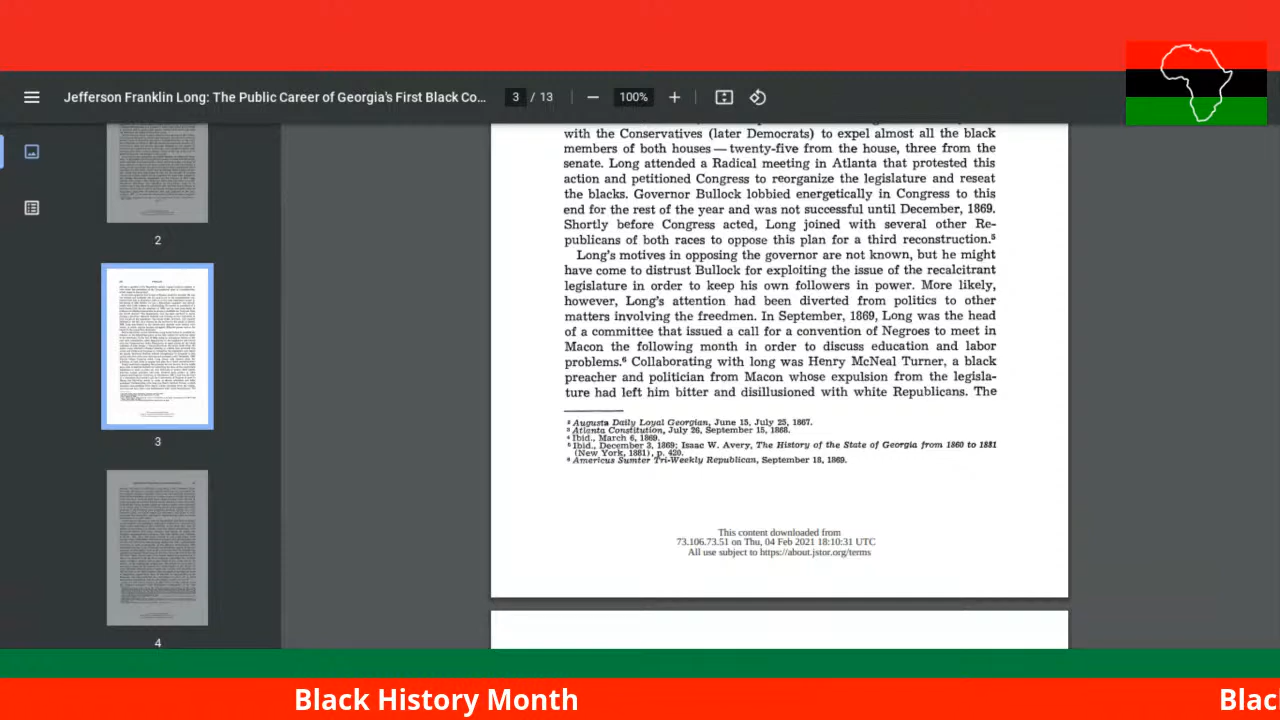 Jefferson Franklin Long: The Public Career of Georgia's First Black Co...
3 / 13
100%
2
3
4
with the Conservatives (later Democrats) to expel almost all the black
members of both houses — twenty-five from the house, three from the
senate. Long attended a Radical meeting in Atlanta that protested this
action and petitioned Congress to reorganize the legislature and reseat
the blacks. Governor Bullock lobbied energetically in Congress to this
end for the rest of the year and was not successful until December, 1869.
Shortly before Congress acted, Long joined with several other Re-
publicans of both races to oppose this plan for a third reconstruction.⁵
Long's motives in opposing the governor are not known, but he might
have come to distrust Bullock for exploiting the issue of the recalcitrant
legislature in order to keep his own followers in power. More likely,
however, Long's attention had been diverted from politics to other
matters involving the freedmen. In September, 1869, Long was the head
of a committee that issued a call for a convention of Negroes to meet in
Macon the following month in order to discuss education and labor
problems.⁶ Collaborating with long was Henry McNeal Turner, a black
preacher and politician from Macon whose expulsion from the legisla-
ture had left him bitter and disillusioned with white Republicans. The
² Augusta Daily Loyal Georgian, June 15, July 25, 1867.
³ Atlanta Constitution, July 26, September 15, 1868.
⁴ Ibid., March 6, 1869.
⁵ Ibid., December 3, 1869; Isaac W. Avery, The History of the State of Georgia from 1860 to 1881
(New York, 1881), p. 420.
⁶ Americus Sumter Tri-Weekly Republican, September 18, 1869.
This content downloaded from
73.106.73.51 on Thu, 04 Feb 2021 18:10:31 UTC
All use subject to https://about.jstor.org/terms
Black History Month
Blac